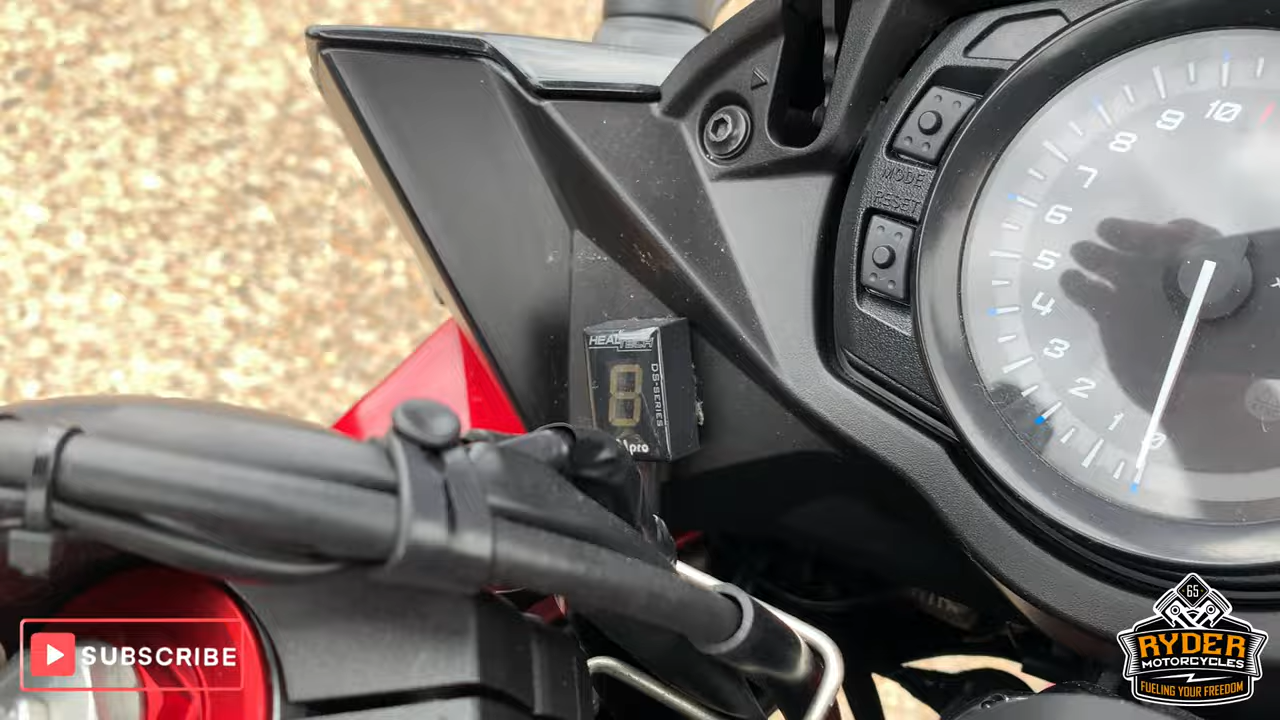 MODE
RESET
HEALTECH
DS-SERIES
8
pro
10
9
8
7
6
5
4
3
2
1
0
SUBSCRIBE
65
RYDER
MOTORCYCLES
FUELING YOUR FREEDOM